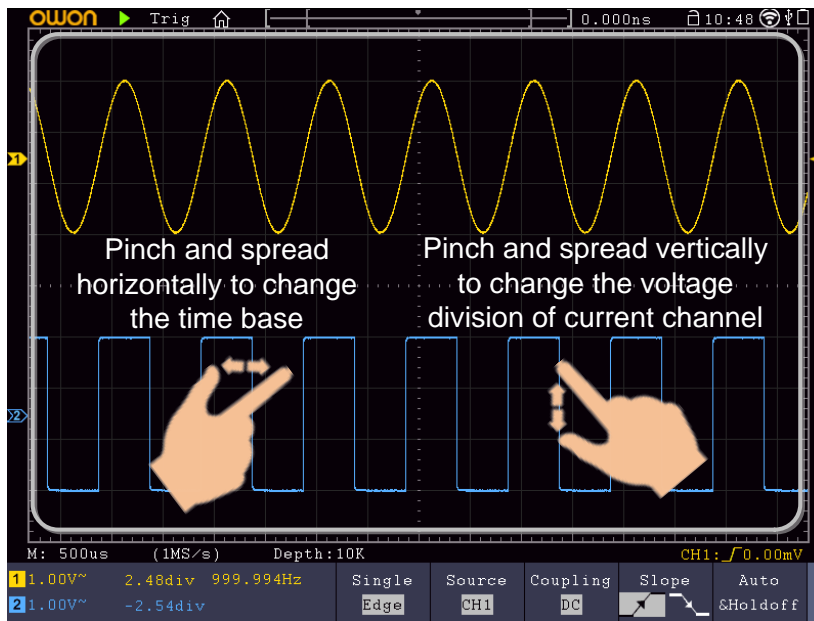 OWON Trig 0.000ns 10:48
1
Pinch and spread
horizontally to change
the time base
Pinch and spread vertically
to change the voltage
division of current channel
2
M: 500us (1MS/s) Depth:10K CH1: 0.00mV
1 1.00V~ 2.48div 999.994Hz
2 1.00V~ -2.54div
Single
Edge
Source
CH1
Coupling
DC
Slope
Auto
&Holdoff